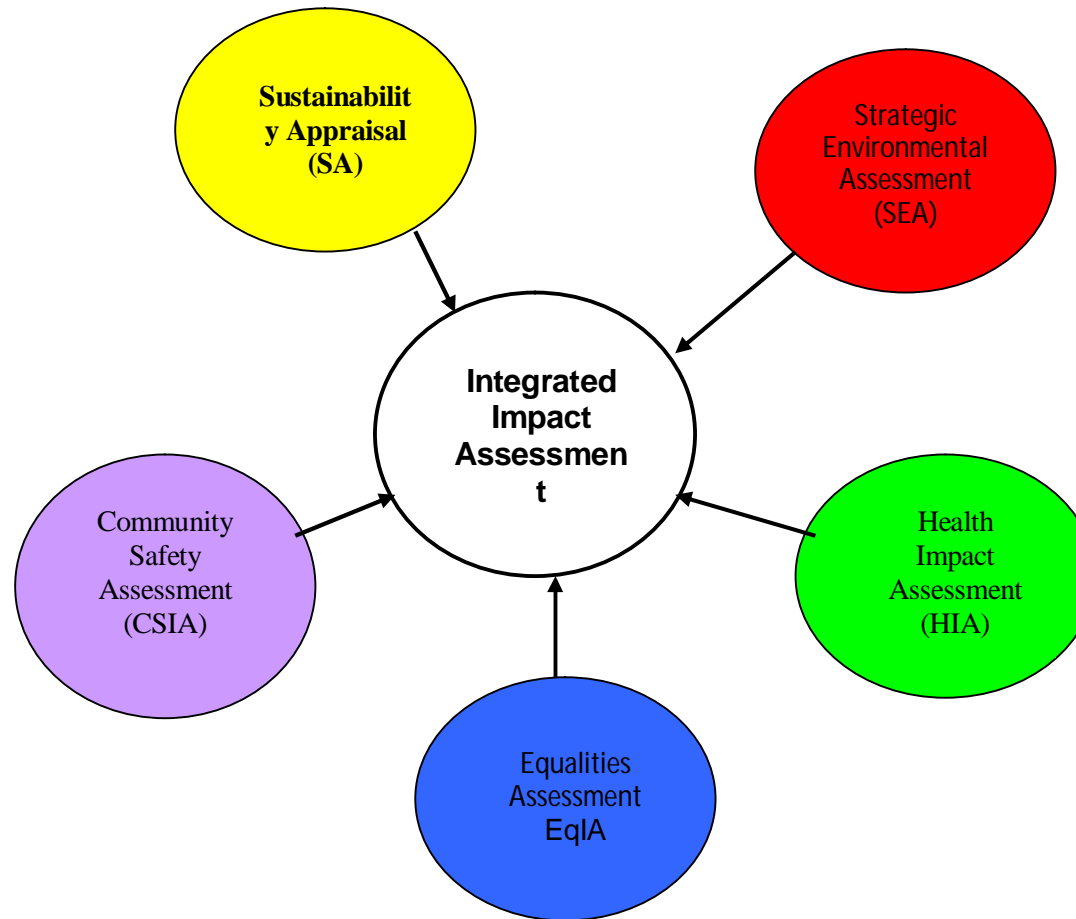 Sustainabilit
y Appraisal
(SA)
Strategic
Environmental
Assessment
(SEA)
Integrated
Impact
Assessmen
t
Community
Safety
Assessment
(CSIA)
Health
Impact
Assessment
(HIA)
Equalities
Assessment
EqIA